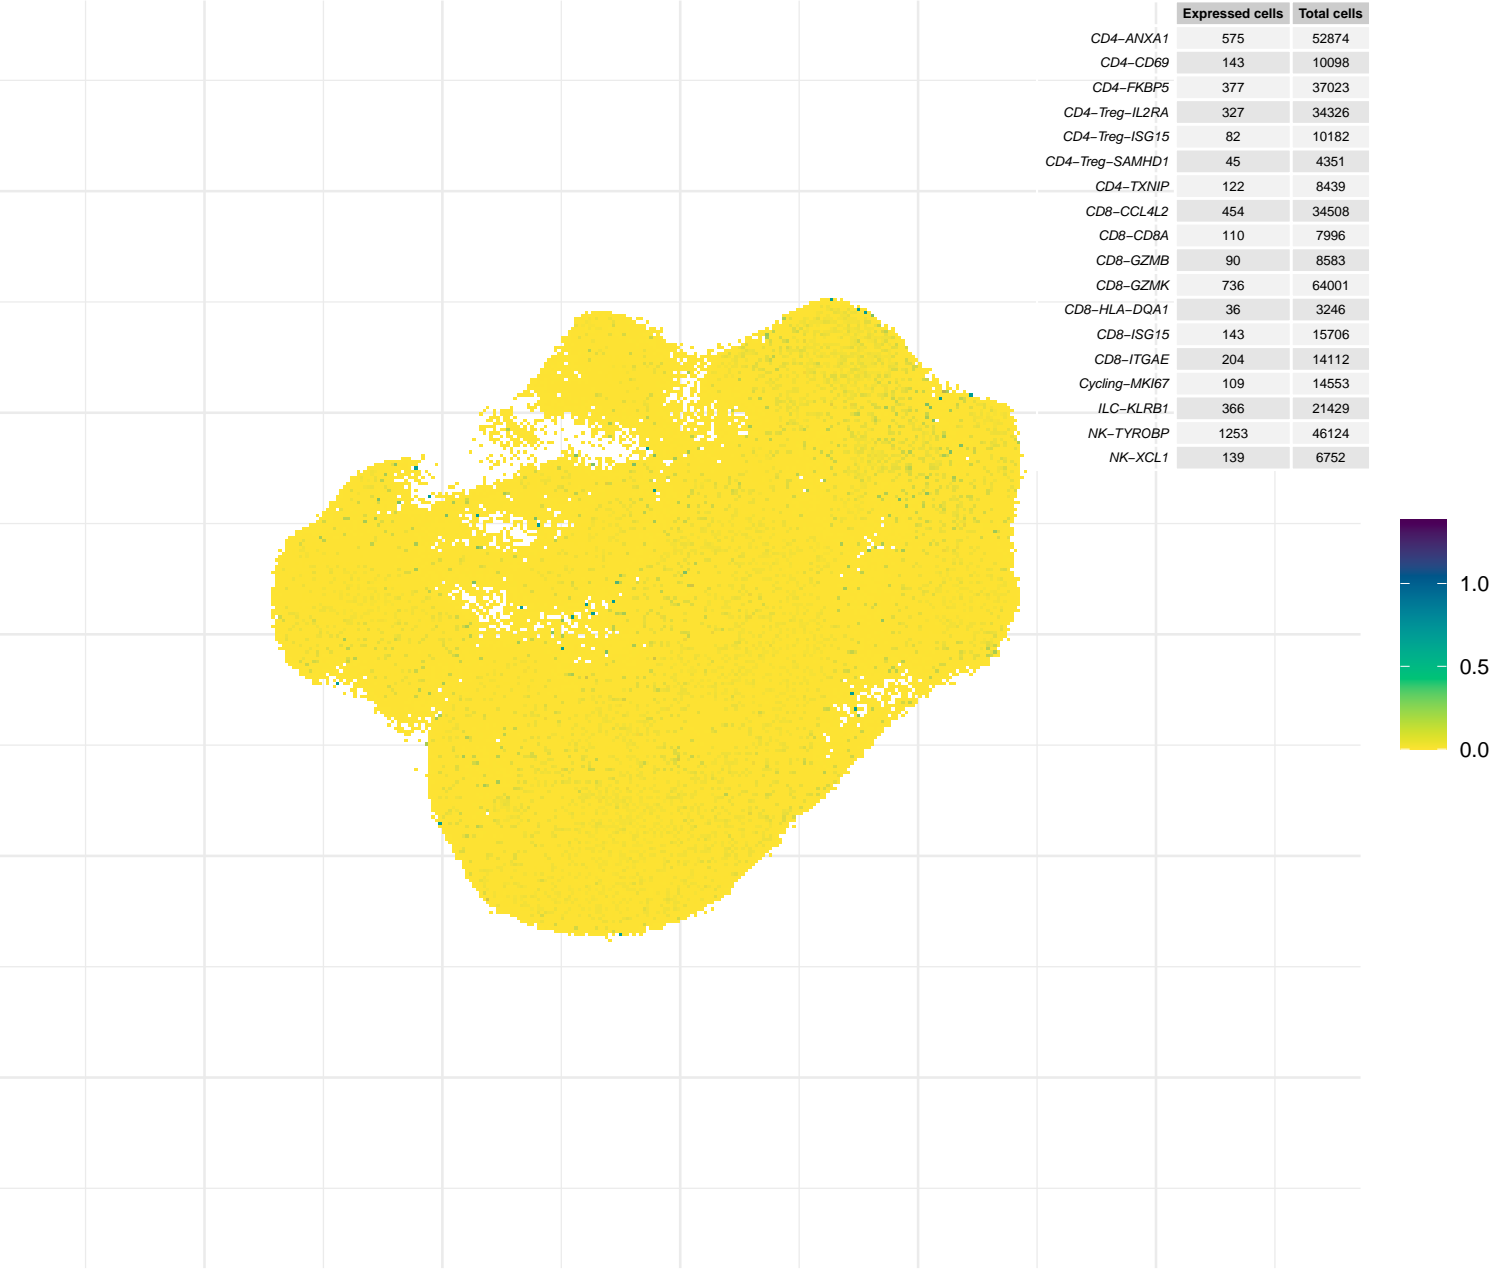 Expressed cells Total cells
CD4−ANXA1 575 52874
CD4−CD69 143 10098
CD4−FKBP5 377 37023
CD4−Treg−IL2RA 327 34326
CD4−Treg−ISG15 82 10182
CD4−Treg−SAMHD1 45 4351
CD4−TXNIP 122 8439
CD8−CCL4L2 454 34508
CD8−CD8A 110 7996
CD8−GZMB 90 8583
CD8−GZMK 736 64001
CD8−HLA−DQA1 36 3246
CD8−ISG15 143 15706
CD8−ITGAE 204 14112
Cycling−MKI67 109 14553
ILC−KLRB1 366 21429
NK−TYROBP 1253 46124
NK−XCL1 139 6752
1.0
0.5
0.0